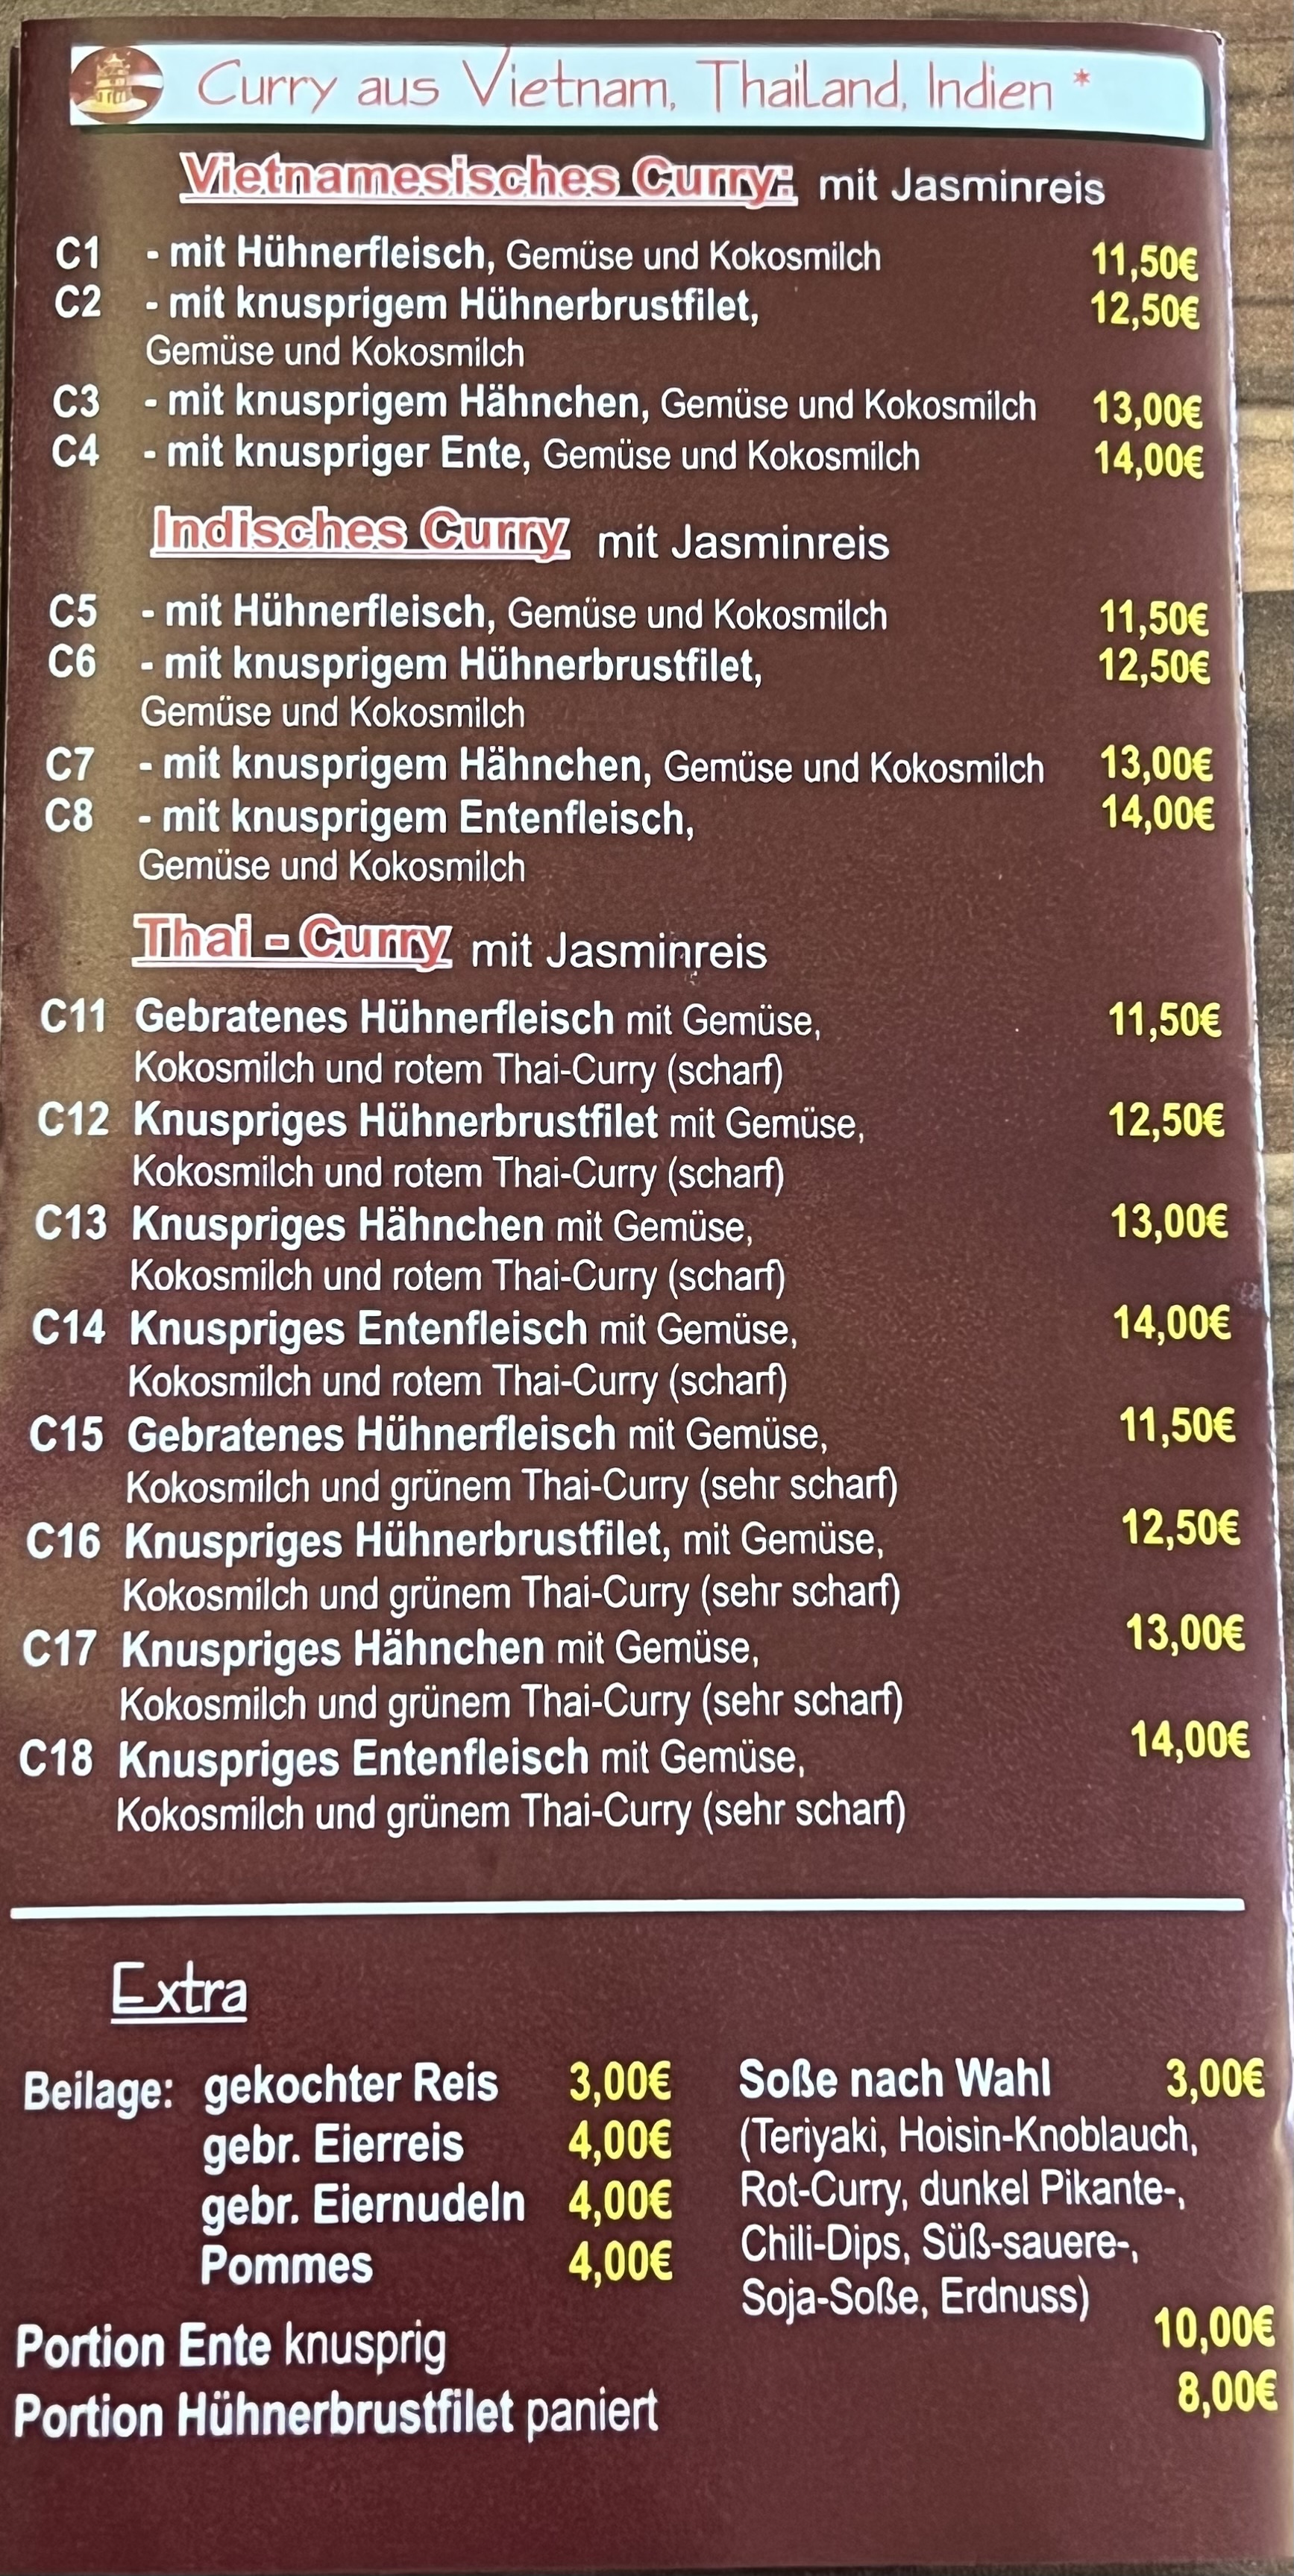 Curry aus Vietnam, Thailand, Indien *
Vietnamesisches Curry: mit Jasminreis
C1 - mit Hühnerfleisch, Gemüse und Kokosmilch 11,50€
C2 - mit knusprigem Hühnerbrustfilet, 12,50€
Gemüse und Kokosmilch
C3 - mit knusprigem Hähnchen, Gemüse und Kokosmilch 13,00€
C4 - mit knuspriger Ente, Gemüse und Kokosmilch 14,00€
Indisches Curry mit Jasminreis
C5 - mit Hühnerfleisch, Gemüse und Kokosmilch 11,50€
C6 - mit knusprigem Hühnerbrustfilet, 12,50€
Gemüse und Kokosmilch
C7 - mit knusprigem Hähnchen, Gemüse und Kokosmilch 13,00€
C8 - mit knusprigem Entenfleisch, 14,00€
Gemüse und Kokosmilch
Thai - Curry mit Jasminreis
C11 Gebratenes Hühnerfleisch mit Gemüse, 11,50€
Kokosmilch und rotem Thai-Curry (scharf)
C12 Knuspriges Hühnerbrustfilet mit Gemüse, 12,50€
Kokosmilch und rotem Thai-Curry (scharf)
C13 Knuspriges Hähnchen mit Gemüse, 13,00€
Kokosmilch und rotem Thai-Curry (scharf)
C14 Knuspriges Entenfleisch mit Gemüse, 14,00€
Kokosmilch und rotem Thai-Curry (scharf)
C15 Gebratenes Hühnerfleisch mit Gemüse, 11,50€
Kokosmilch und grünem Thai-Curry (sehr scharf)
C16 Knuspriges Hühnerbrustfilet, mit Gemüse, 12,50€
Kokosmilch und grünem Thai-Curry (sehr scharf)
C17 Knuspriges Hähnchen mit Gemüse, 13,00€
Kokosmilch und grünem Thai-Curry (sehr scharf)
C18 Knuspriges Entenfleisch mit Gemüse, 14,00€
Kokosmilch und grünem Thai-Curry (sehr scharf)
Extra
Beilage: gekochter Reis 3,00€
gebr. Eierreis 4,00€
gebr. Eiernudeln 4,00€
Pommes 4,00€
Soße nach Wahl 3,00€
(Teriyaki, Hoisin-Knoblauch,
Rot-Curry, dunkel Pikante-,
Chili-Dips, Süß-sauere-,
Soja-Soße, Erdnuss)
Portion Ente knusprig 10,00€
Portion Hühnerbrustfilet paniert 8,00€